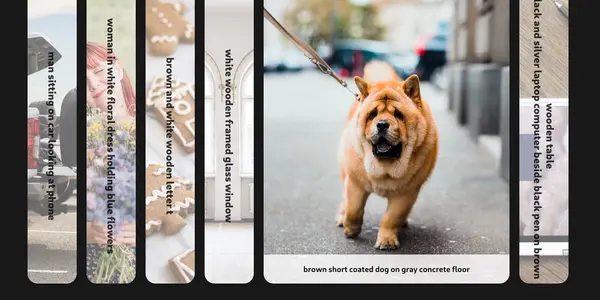 man sitting on car looking at phone
woman in white floral dress holding blue flowers
brown and white wooden letter t
white wooden framed glass window
brown short coated dog on gray concrete floor
lack and silver laptop computer beside black pen on brown
wooden table